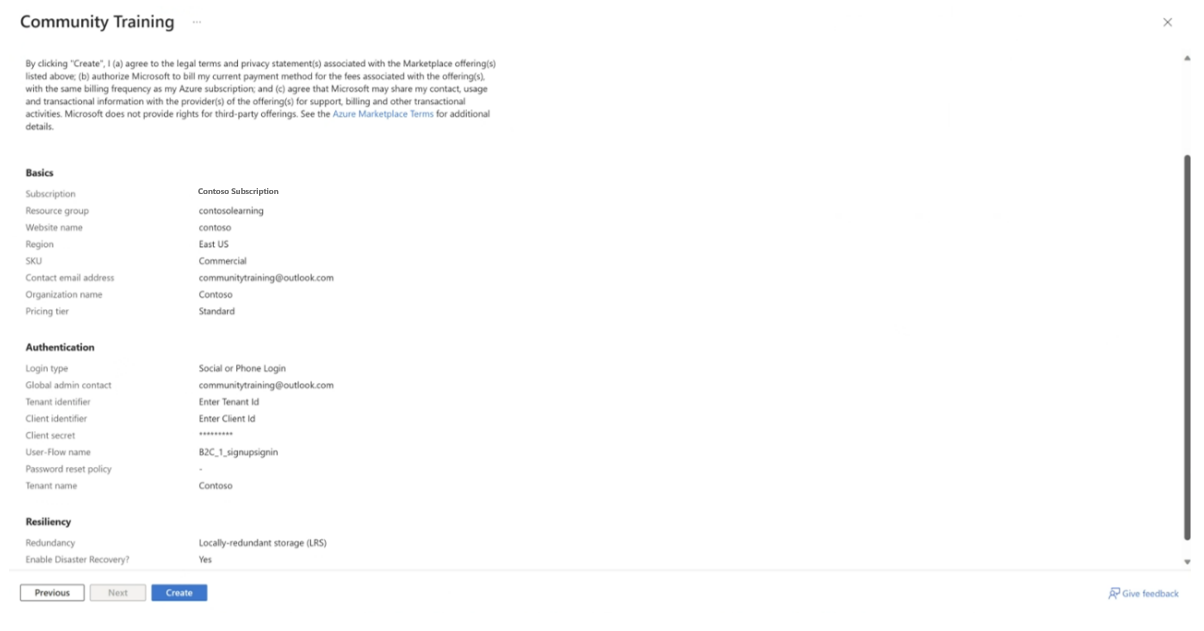 Community Training ...
By clicking "Create", I (a) agree to the legal terms and privacy statement(s) associated with the Marketplace offering(s)
listed above; (b) authorize Microsoft to bill my current payment method for the fees associated with the offering(s),
with the same billing frequency as my Azure subscription; and (c) agree that Microsoft may share my contact, usage
and transactional information with the provider(s) of the offering(s) for support, billing and other transactional
activities. Microsoft does not provide rights for third-party offerings. See the Azure Marketplace Terms for additional
details.
Basics
Subscription Contoso Subscription
Resource group contosolearning
Website name contoso
Region East US
SKU Commercial
Contact email address communitytraining@outlook.com
Organization name Contoso
Pricing tier Standard
Authentication
Login type Social or Phone Login
Global admin contact communitytraining@outlook.com
Tenant identifier Enter Tenant Id
Client identifier Enter Client Id
Client secret *********
User-Flow name B2C_1_signupsignin
Password reset policy -
Tenant name Contoso
Resiliency
Redundancy Locally-redundant storage (LRS)
Enable Disaster Recovery? Yes
Previous Next Create Give feedback